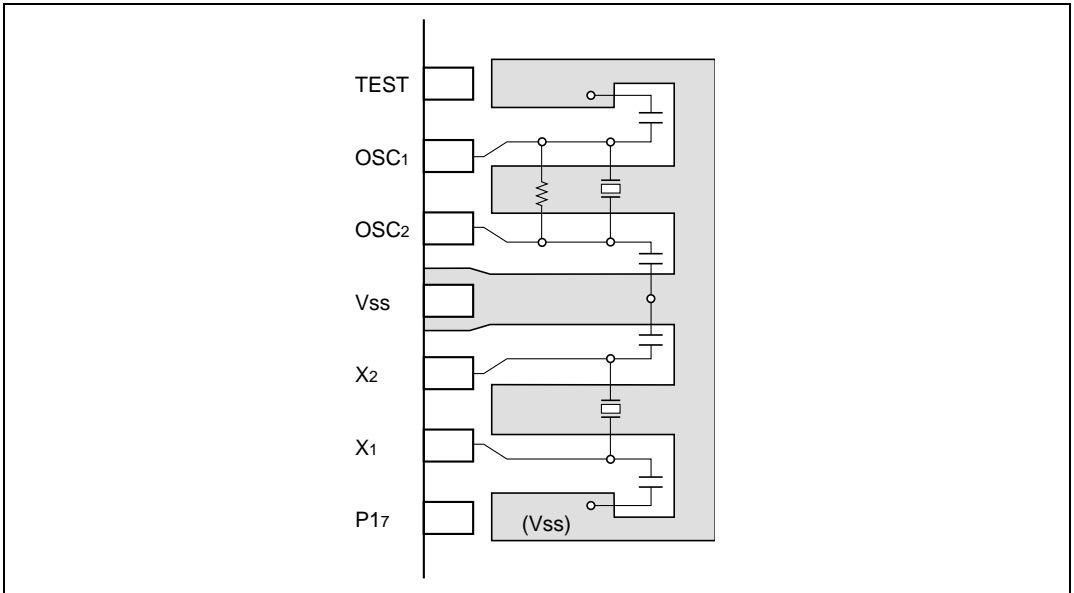 TEST
OSC1
OSC2
Vss
X2
X1
P17
(Vss)